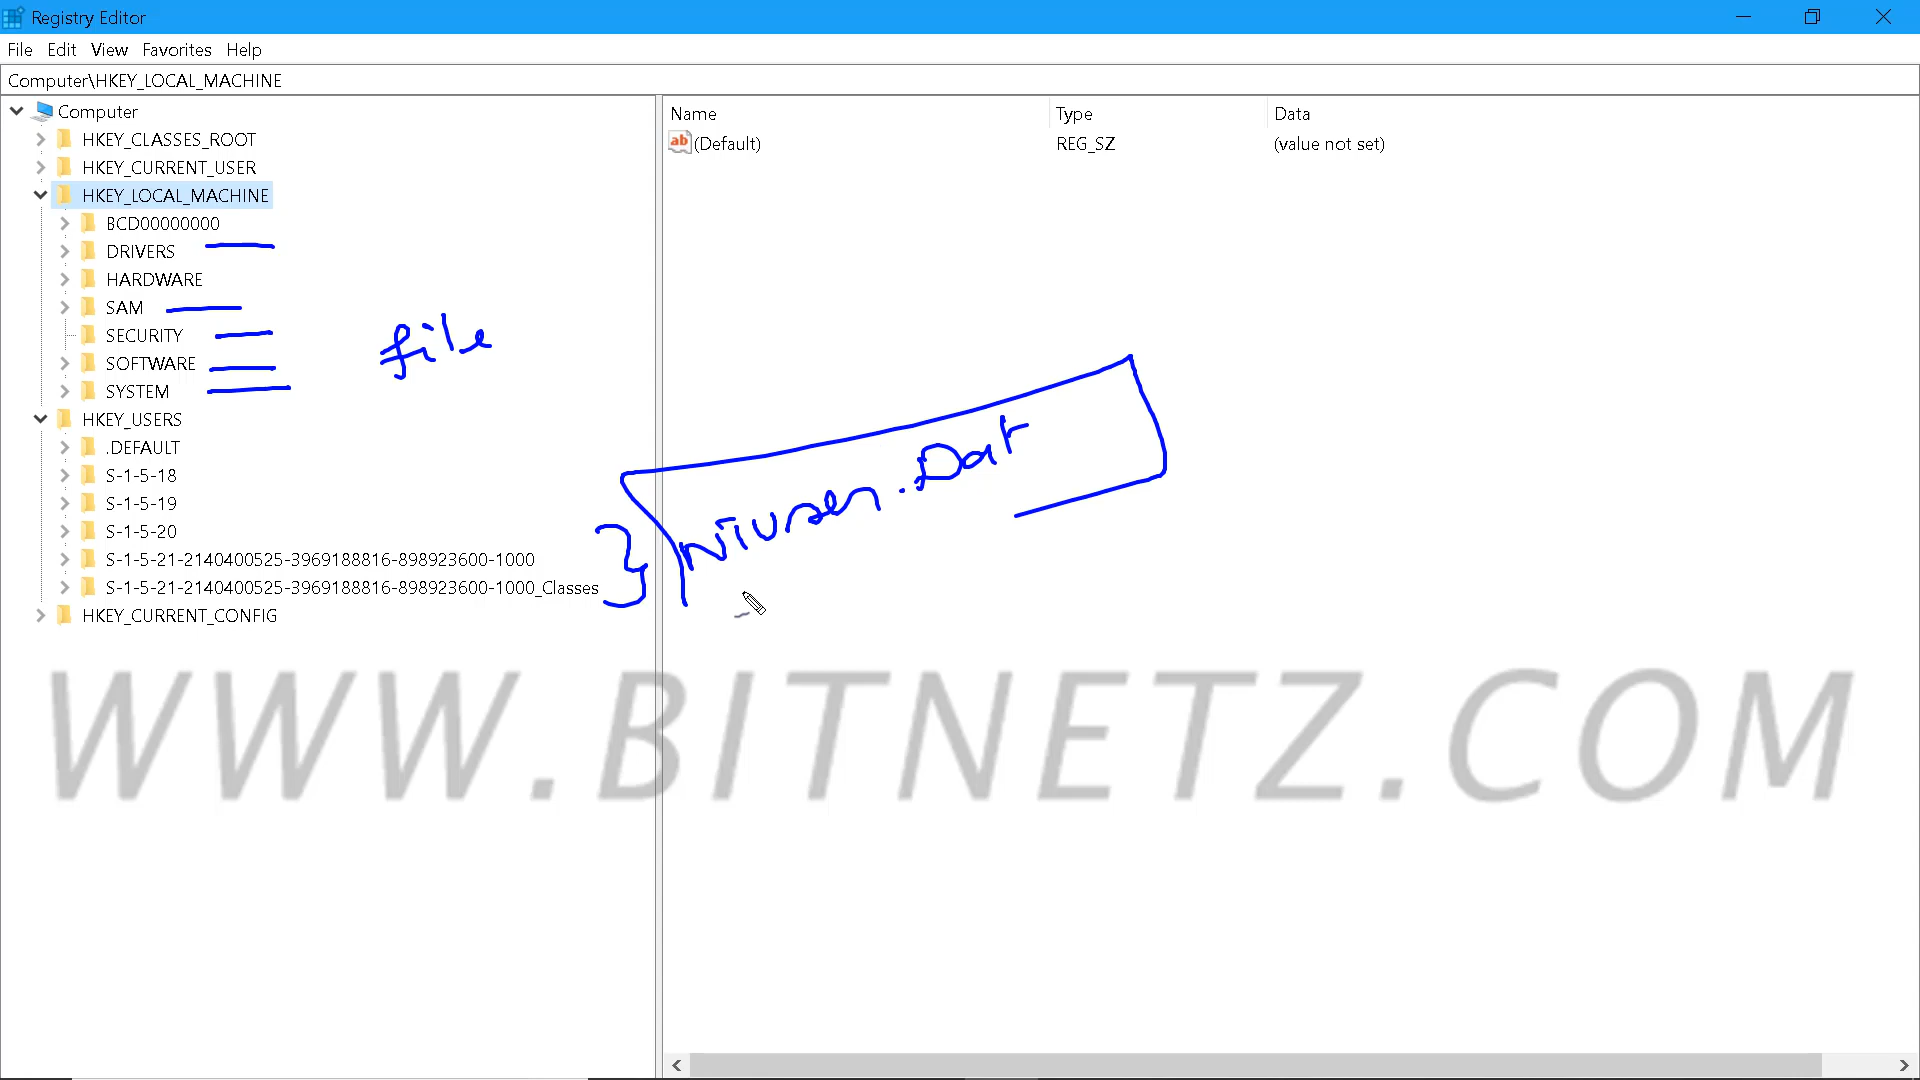 Registry Editor
File Edit View Favorites Help
Computer\HKEY_LOCAL_MACHINE
Computer
HKEY_CLASSES_ROOT
HKEY_CURRENT_USER
HKEY_LOCAL_MACHINE
BCD00000000
DRIVERS
HARDWARE
SAM
SECURITY
SOFTWARE
SYSTEM
HKEY_USERS
.DEFAULT
S-1-5-18
S-1-5-19
S-1-5-20
S-1-5-21-2140400525-3969188816-898923600-1000
S-1-5-21-2140400525-3969188816-898923600-1000_Classes
HKEY_CURRENT_CONFIG
Name Type Data
ab (Default) REG_SZ (value not set)
file
NTUser.Dat
WWW.BITNETZ.COM